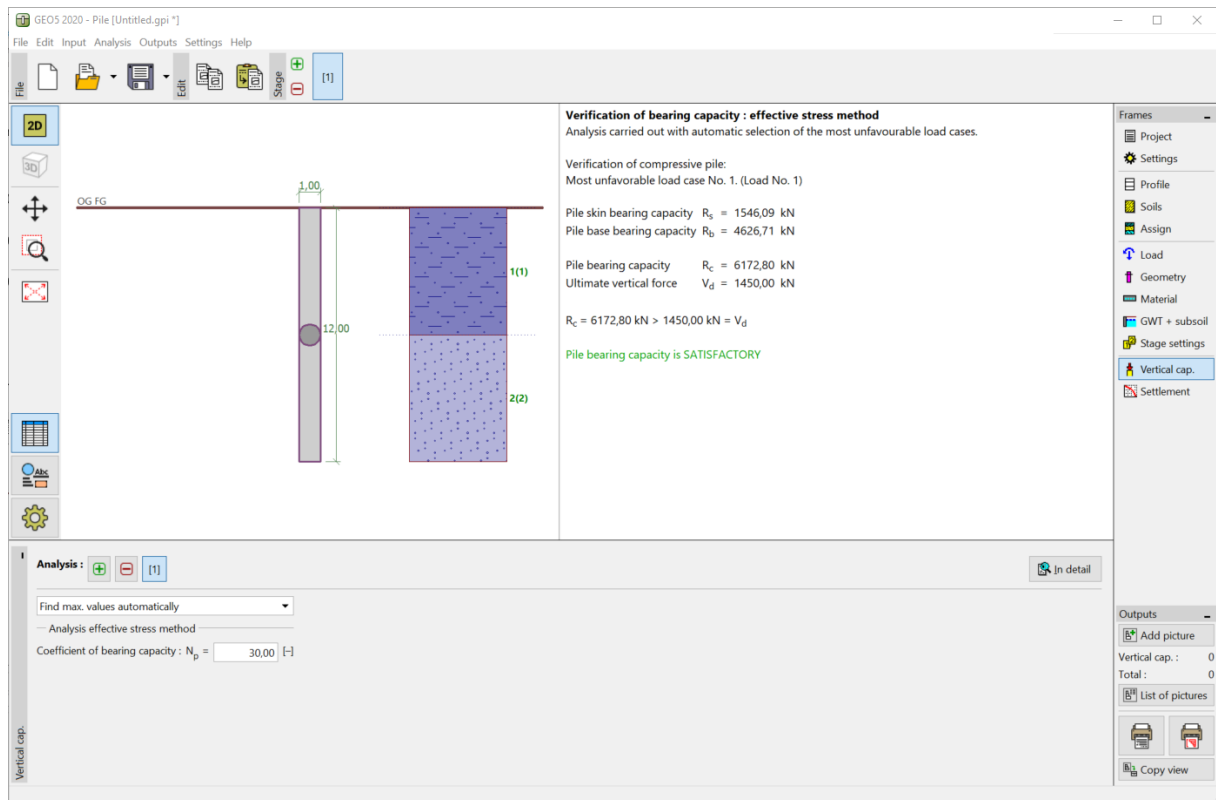 GEO5 2020 - Pile [Untitled.gpi *]
File Edit Input Analysis Outputs Settings Help
File
Edit
Stage
[1]
2D
3D
Abc
OG FG
1,00
12,00
1(1)
2(2)
Verification of bearing capacity : effective stress method
Analysis carried out with automatic selection of the most unfavourable load cases.
Verification of compressive pile:
Most unfavorable load case No. 1. (Load No. 1)
Pile skin bearing capacity Rs = 1546,09 kN
Pile base bearing capacity Rb = 4626,71 kN
Pile bearing capacity Rc = 6172,80 kN
Ultimate vertical force Vd = 1450,00 kN
Rc = 6172,80 kN > 1450,00 kN = Vd
Pile bearing capacity is SATISFACTORY
Frames
Project
Settings
Profile
Soils
Assign
Load
Geometry
Material
GWT + subsoil
Stage settings
Vertical cap.
Settlement
Vertical cap.
Analysis :
[1]
In detail
Find max. values automatically
Analysis effective stress method
Coefficient of bearing capacity : Np = 30,00 [–]
Outputs
Add picture
Vertical cap. : 0
Total : 0
List of pictures
Copy view